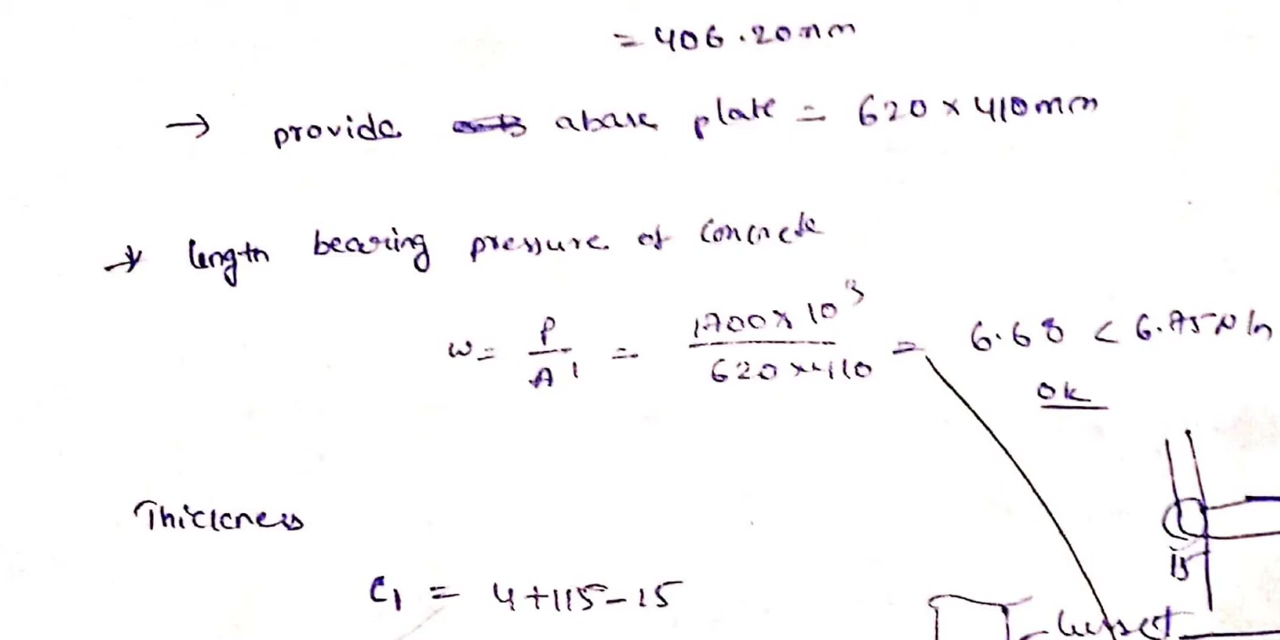 = 406.20mm
→ provide a base plate = 620 x 410mm
→ length bearing pressure of concrete
w = P/A' = 1700 x 10³ / 620 x 410 = 6.68 < 6.75 N/
OK
Thickness
15
C₁ = 4+115-15
Gusset